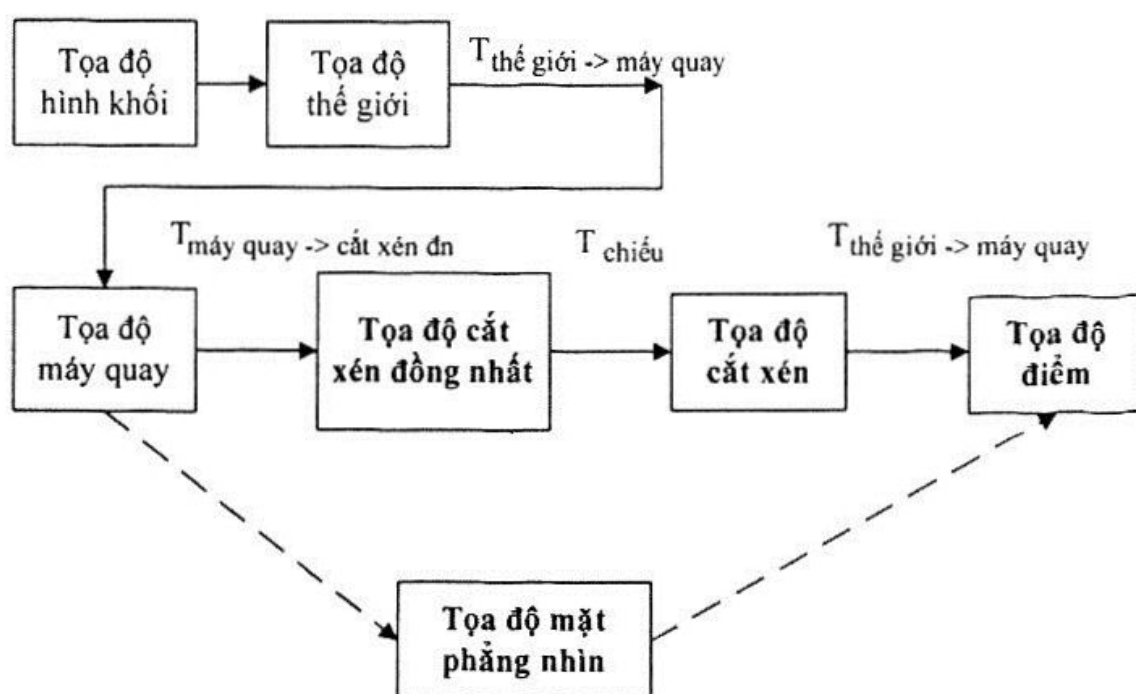 Tọa độ
hình khối
Tọa độ
thế giới
T thế giới -> máy quay
T máy quay -> cắt xén đn
T chiếu
T thế giới -> máy quay
Tọa độ
máy quay
Tọa độ cắt
xén đồng nhất
Tọa độ
cắt xén
Tọa độ
điểm
Tọa độ mặt
phẳng nhìn